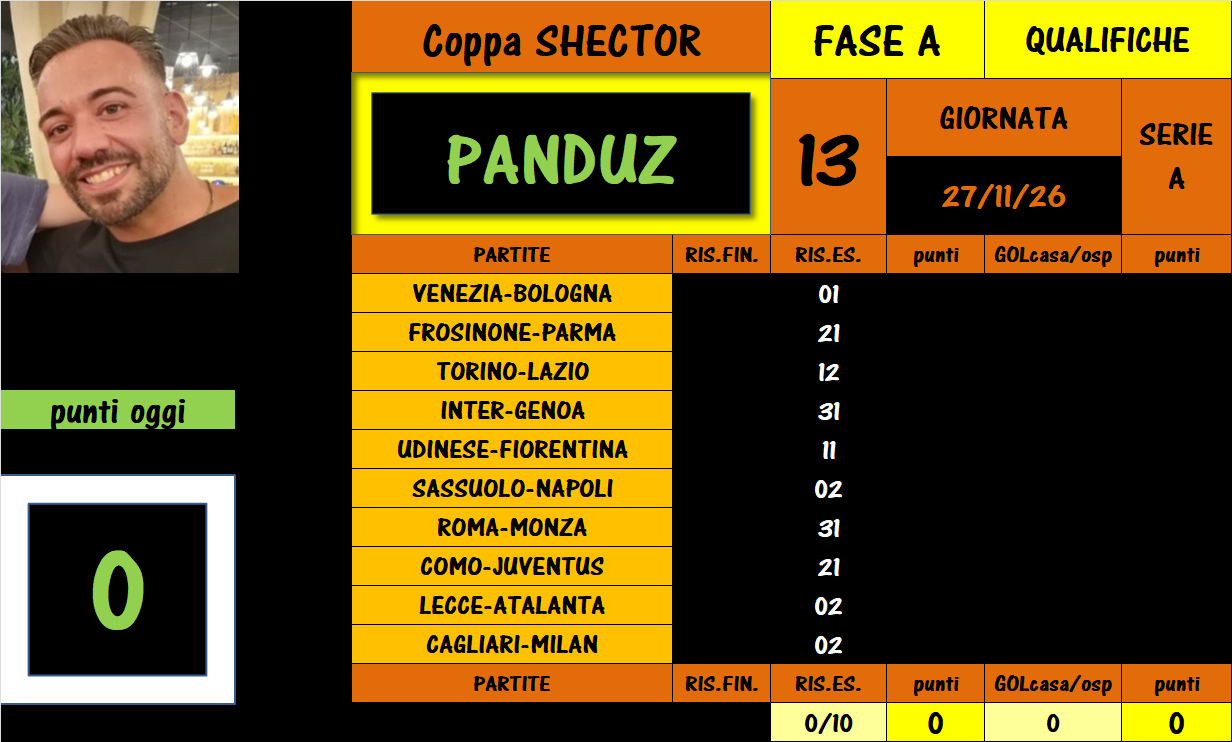 Coppa SHECTOR
FASE A
QUALIFICHE
PANDUZ
13
GIORNATA
27/11/26
SERIE
A
PARTITE RIS.FIN. RIS.ES. punti GOLcasa/osp punti
VENEZIA-BOLOGNA 01
FROSINONE-PARMA 21
TORINO-LAZIO 12
INTER-GENOA 31
UDINESE-FIORENTINA 11
SASSUOLO-NAPOLI 02
ROMA-MONZA 31
COMO-JUVENTUS 21
LECCE-ATALANTA 02
CAGLIARI-MILAN 02
PARTITE RIS.FIN. RIS.ES. punti GOLcasa/osp punti
0/10 0 0 0
punti oggi
0